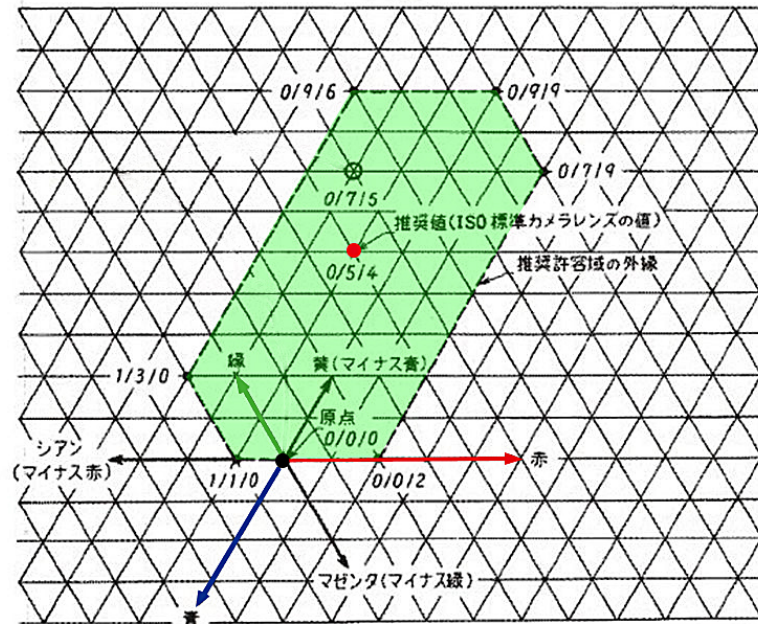 0/9/6
0/9/9
0/7/9
0/7/5
推奨値(ISO 標準カメラレンズの値)
0/5/4
推奨許容域の外縁
緑
黄(マイナス青)
1/3/0
原点
0/0/0
シアン
(マイナス赤)
赤
1/1/0
0/0/2
マゼンタ(マイナス緑)
青